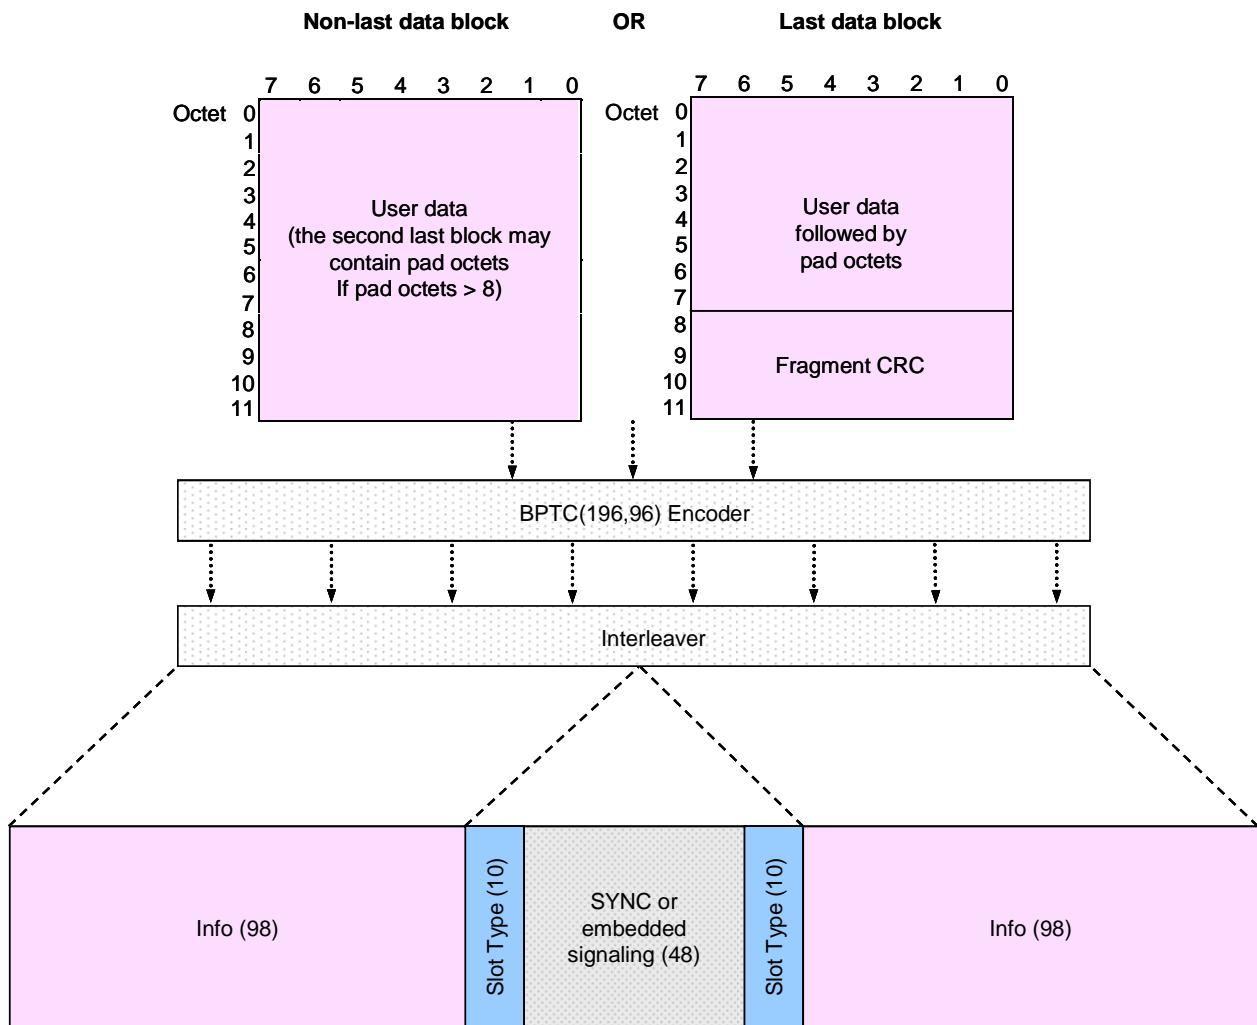 Non-last data block OR Last data block
7 6 5 4 3 2 1 0
7 6 5 4 3 2 1 0
Octet 0
1
2
3
4
5
6
7
8
9
10
11
User data
(the second last block may
contain pad octets
If pad octets > 8)
Octet 0
1
2
3
4
5
6
7
8
9
10
11
User data
followed by
pad octets
Fragment CRC
BPTC(196,96) Encoder
Interleaver
Info (98)
Slot Type (10)
SYNC or
embedded
signaling (48)
Slot Type (10)
Info (98)